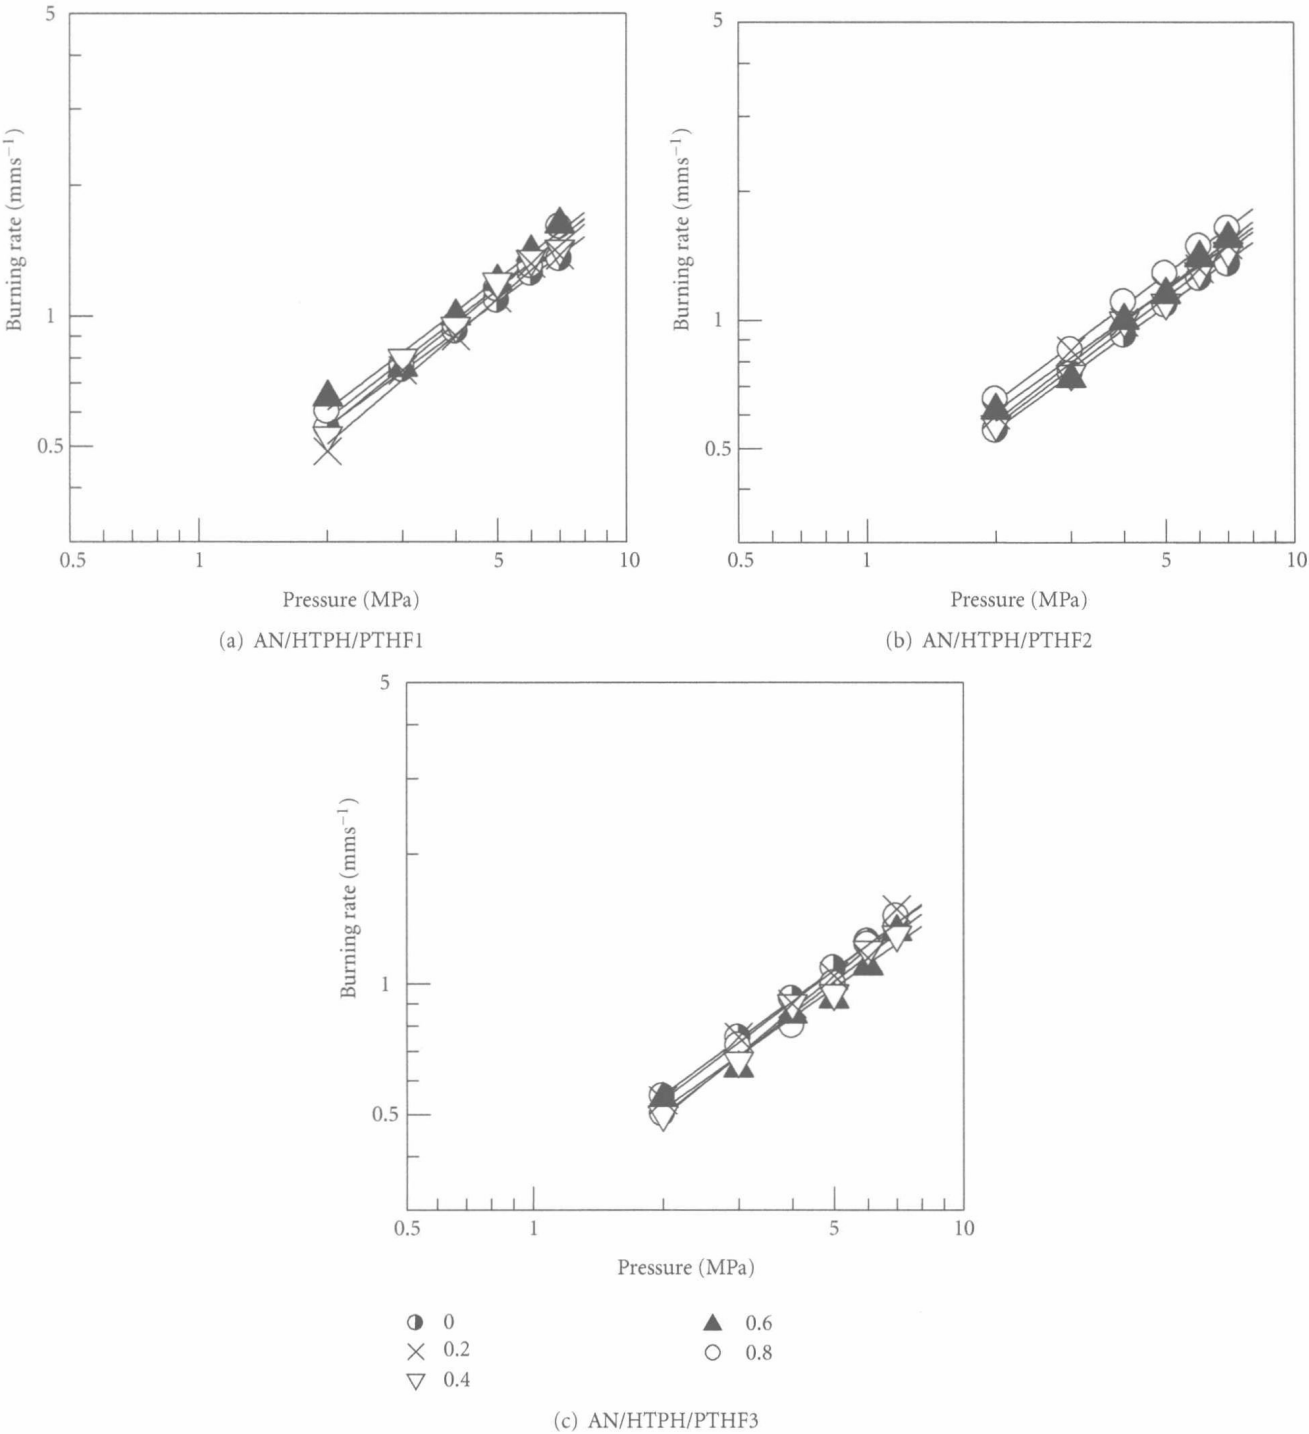 5
1
0.5
Burning rate (mms−1)
0.5 1 5 10
Pressure (MPa)
(a) AN/HTPH/PTHF1
5
1
0.5
Burning rate (mms−1)
0.5 1 5 10
Pressure (MPa)
(b) AN/HTPH/PTHF2
5
1
0.5
Burning rate (mms−1)
0.5 1 5 10
Pressure (MPa)
0 0.6
0.2 0.8
0.4
(c) AN/HTPH/PTHF3